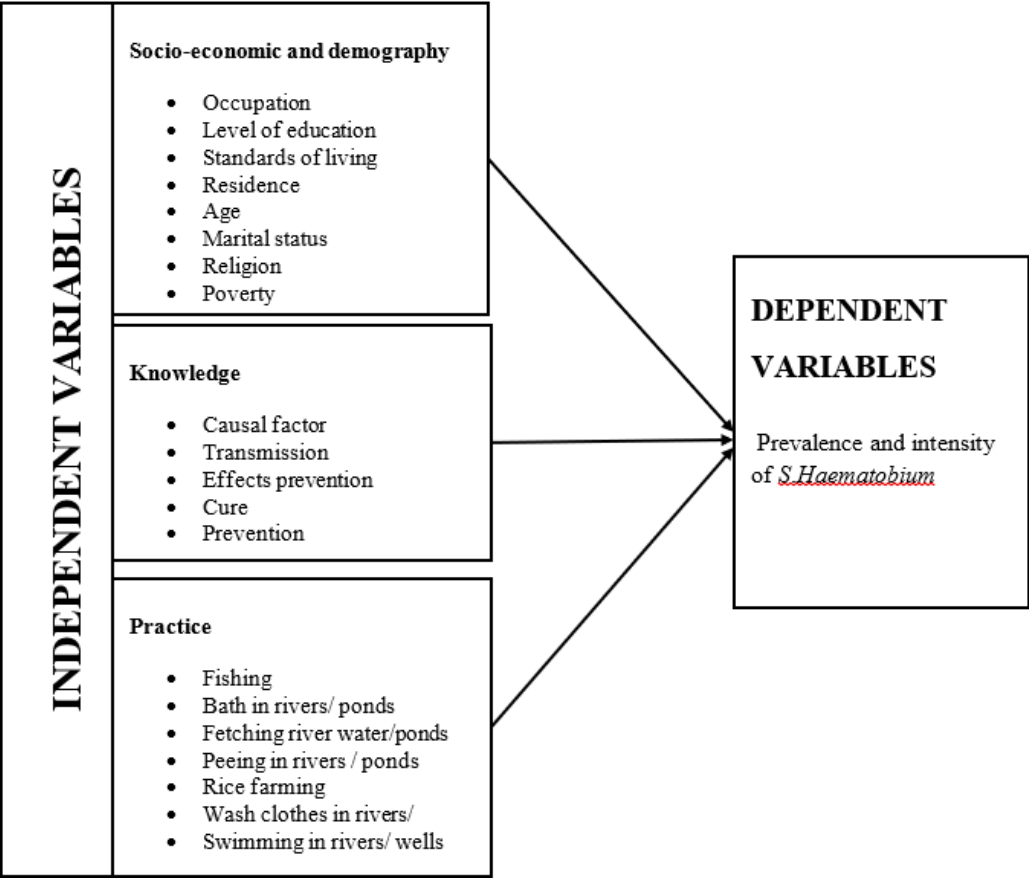 INDEPENDENT VARIABLES
Socio-economic and demography
• Occupation
• Level of education
• Standards of living
• Residence
• Age
• Marital status
• Religion
• Poverty
Knowledge
• Causal factor
• Transmission
• Effects prevention
• Cure
• Prevention
Practice
• Fishing
• Bath in rivers/ ponds
• Fetching river water/ponds
• Peeing in rivers / ponds
• Rice farming
• Wash clothes in rivers/
• Swimming in rivers/ wells
DEPENDENT
VARIABLES
Prevalence and intensity
of S.Haematobium